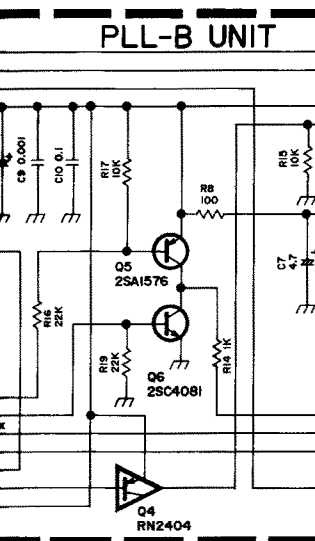 PLL-B UNIT
C9 0.001
C10 0.1
R17
10K
R8
100
R15
10K
Q5
2SA1576
C7
4.7
R16
22K
R19
22K
R14 1K
Q6
2SC4081
Q4
RN2404